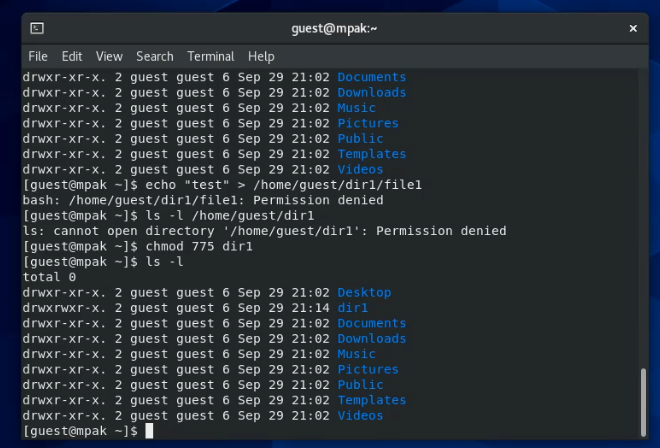 guest@mpak:~
×
File Edit View Search Terminal Help
drwxr-xr-x. 2 guest guest 6 Sep 29 21:02 Documents
drwxr-xr-x. 2 guest guest 6 Sep 29 21:02 Downloads
drwxr-xr-x. 2 guest guest 6 Sep 29 21:02 Music
drwxr-xr-x. 2 guest guest 6 Sep 29 21:02 Pictures
drwxr-xr-x. 2 guest guest 6 Sep 29 21:02 Public
drwxr-xr-x. 2 guest guest 6 Sep 29 21:02 Templates
drwxr-xr-x. 2 guest guest 6 Sep 29 21:02 Videos
[guest@mpak ~]$ echo "test" > /home/guest/dir1/file1
bash: /home/guest/dir1/file1: Permission denied
[guest@mpak ~]$ ls -l /home/guest/dir1
ls: cannot open directory '/home/guest/dir1': Permission denied
[guest@mpak ~]$ chmod 775 dir1
[guest@mpak ~]$ ls -l
total 0
drwxr-xr-x. 2 guest guest 6 Sep 29 21:02 Desktop
drwxrwxr-x. 2 guest guest 6 Sep 29 21:14 dir1
drwxr-xr-x. 2 guest guest 6 Sep 29 21:02 Documents
drwxr-xr-x. 2 guest guest 6 Sep 29 21:02 Downloads
drwxr-xr-x. 2 guest guest 6 Sep 29 21:02 Music
drwxr-xr-x. 2 guest guest 6 Sep 29 21:02 Pictures
drwxr-xr-x. 2 guest guest 6 Sep 29 21:02 Public
drwxr-xr-x. 2 guest guest 6 Sep 29 21:02 Templates
drwxr-xr-x. 2 guest guest 6 Sep 29 21:02 Videos
[guest@mpak ~]$